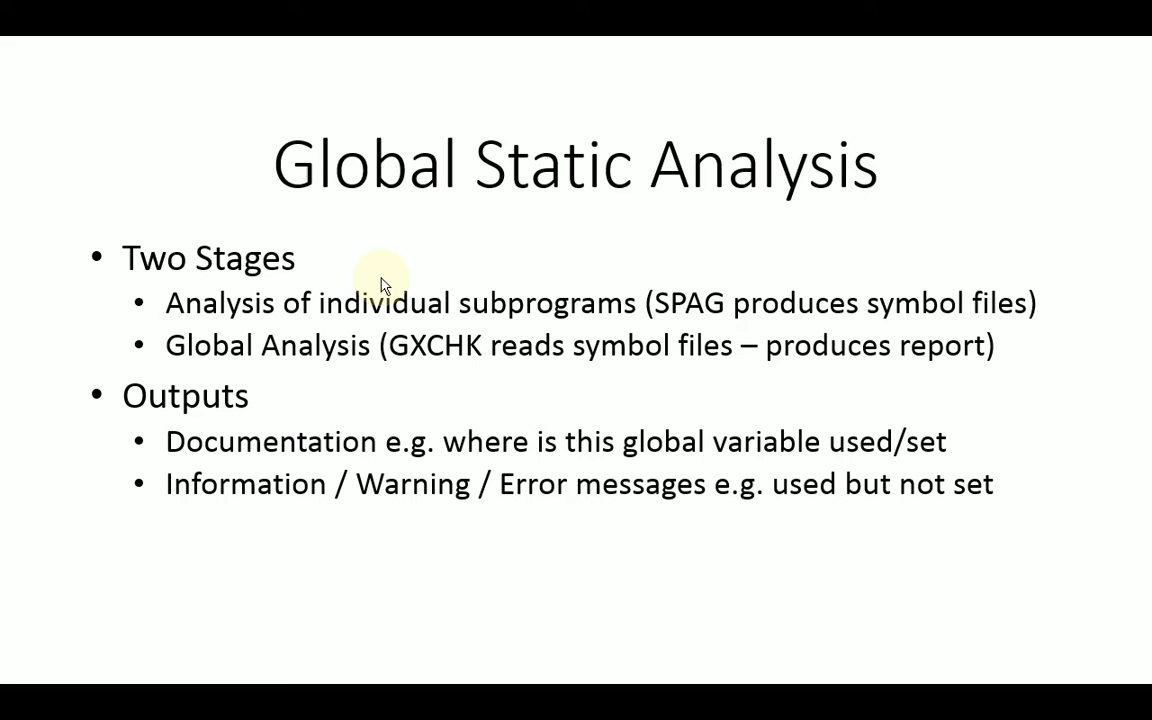 Global Static Analysis
• Two Stages
• Analysis of individual subprograms (SPAG produces symbol files)
• Global Analysis (GXCHK reads symbol files – produces report)
• Outputs
• Documentation e.g. where is this global variable used/set
• Information / Warning / Error messages e.g. used but not set